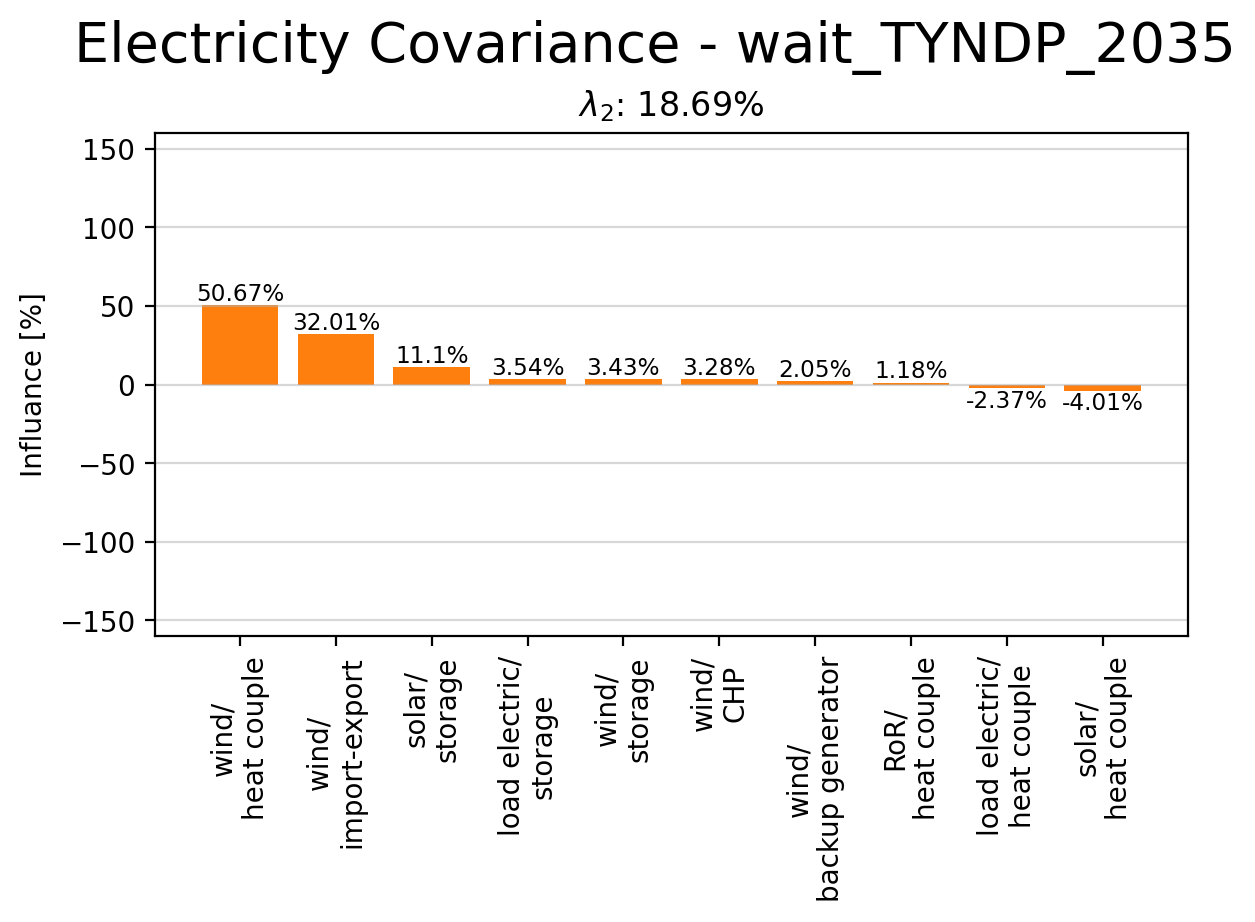 Electricity Covariance - wait_TYNDP_2035
λ₂: 18.69%
150
100
50
0
−50
−100
−150
Influance [%]
50.67%
32.01%
11.1%
3.54%
3.43%
3.28%
2.05%
1.18%
-2.37%
-4.01%
wind/
heat couple
wind/
import-export
solar/
storage
load electric/
storage
wind/
storage
wind/
CHP
wind/
backup generator
RoR/
heat couple
load electric/
heat couple
solar/
heat couple